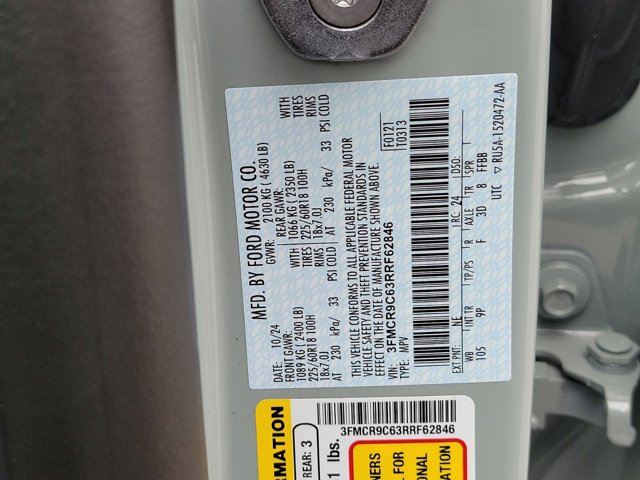 MFD. BY FORD MOTOR CO.
DATE: 10/24 GVWR: 2100 KG ( 4630 LB)
FRONT GAWR: REAR GAWR:
1089 KG ( 2400 LB) 1066 KG ( 2350 LB) WITH
225/60R18 100H TIRES 225/60R18 100H TIRES
18x7.0J RIMS 18x7.0J RIMS
AT 230 kPa/ 33 PSI COLD AT 230 kPa/ 33 PSI COLD
WITH
THIS VEHICLE CONFORMS TO ALL APPLICABLE FEDERAL MOTOR
VEHICLE SAFETY AND THEFT PREVENTION STANDARDS IN
EFFECT ON THE DATE OF MANUFACTURE SHOWN ABOVE.
VIN: 3FMCR9C63RRF62846
TYPE: MPV
F0121
T0313
EXT PNT: NE RC: 24 DSO:
WB INT TR TP/PS R AXLE TR SPR
105 9P F 3D 8 FFBB
UTC ▽ RU5A-1520472-AA
3FMCR9C63RRF62846
REAR: 3